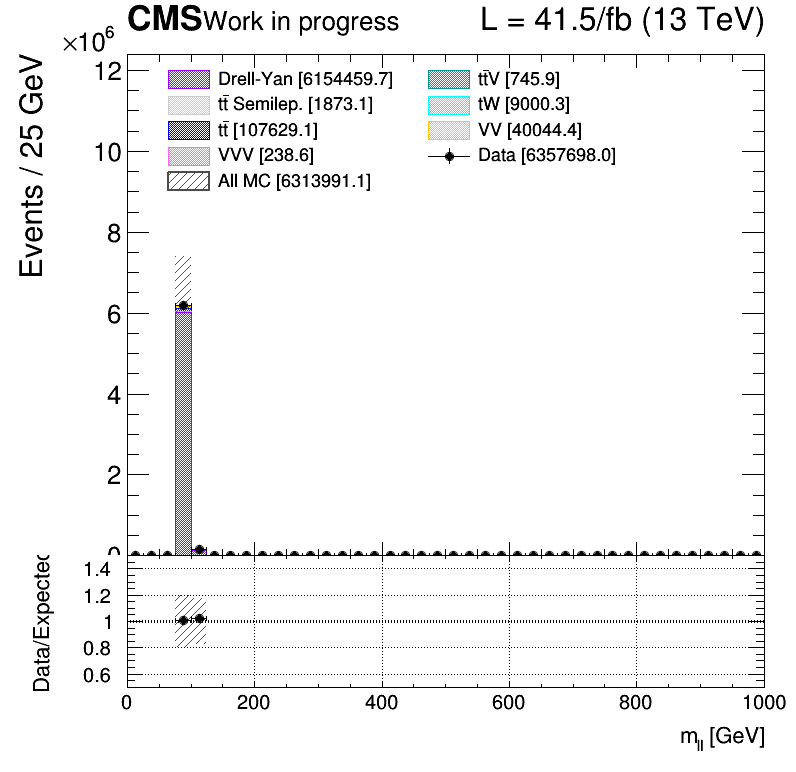 CMS Work in progress
L = 41.5/fb (13 TeV)
×10⁶
Events / 25 GeV
12
10
8
6
4
2
0
Drell-Yan [6154459.7]
tt̄ Semilep. [1873.1]
tt̄ [107629.1]
VVV [238.6]
All MC [6313991.1]
tt̄V [745.9]
tW [9000.3]
VV [40044.4]
Data [6357698.0]
Data/Expected
1.4
1.2
1
0.8
0.6
0 200 400 600 800 1000
m_ll [GeV]